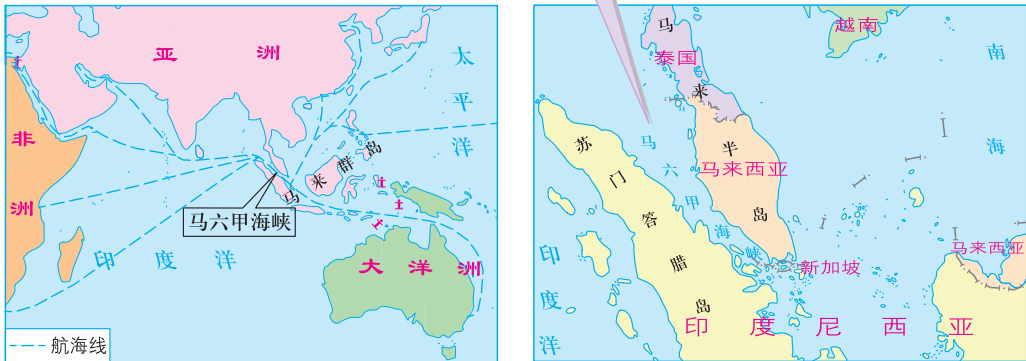 亚洲
太平洋
非洲
马来群岛
马六甲海峡
印度洋
大洋洲
航海线
越南
马来半岛
泰国
南海
苏门答腊岛
马六甲海峡
马来西亚
马来西亚
新加坡
印度洋
印度尼西亚